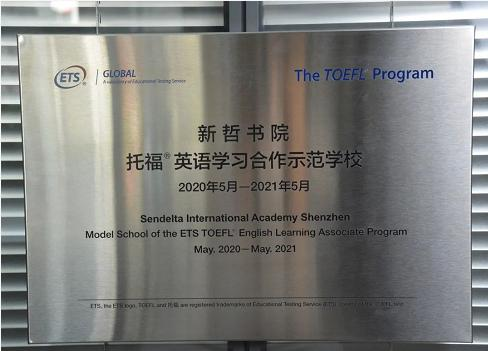 ETS® GLOBAL
A subsidiary of Educational Testing Service
The TOEFL® Program
新哲书院
托福®英语学习合作示范学校
2020年5月—2021年5月
Sendelta International Academy Shenzhen
Model School of the ETS TOEFL® English Learning Associate Program
May. 2020—May. 2021
ETS, the ETS logo, TOEFL and 托福 are registered trademarks of Educational Testing Service (ETS)